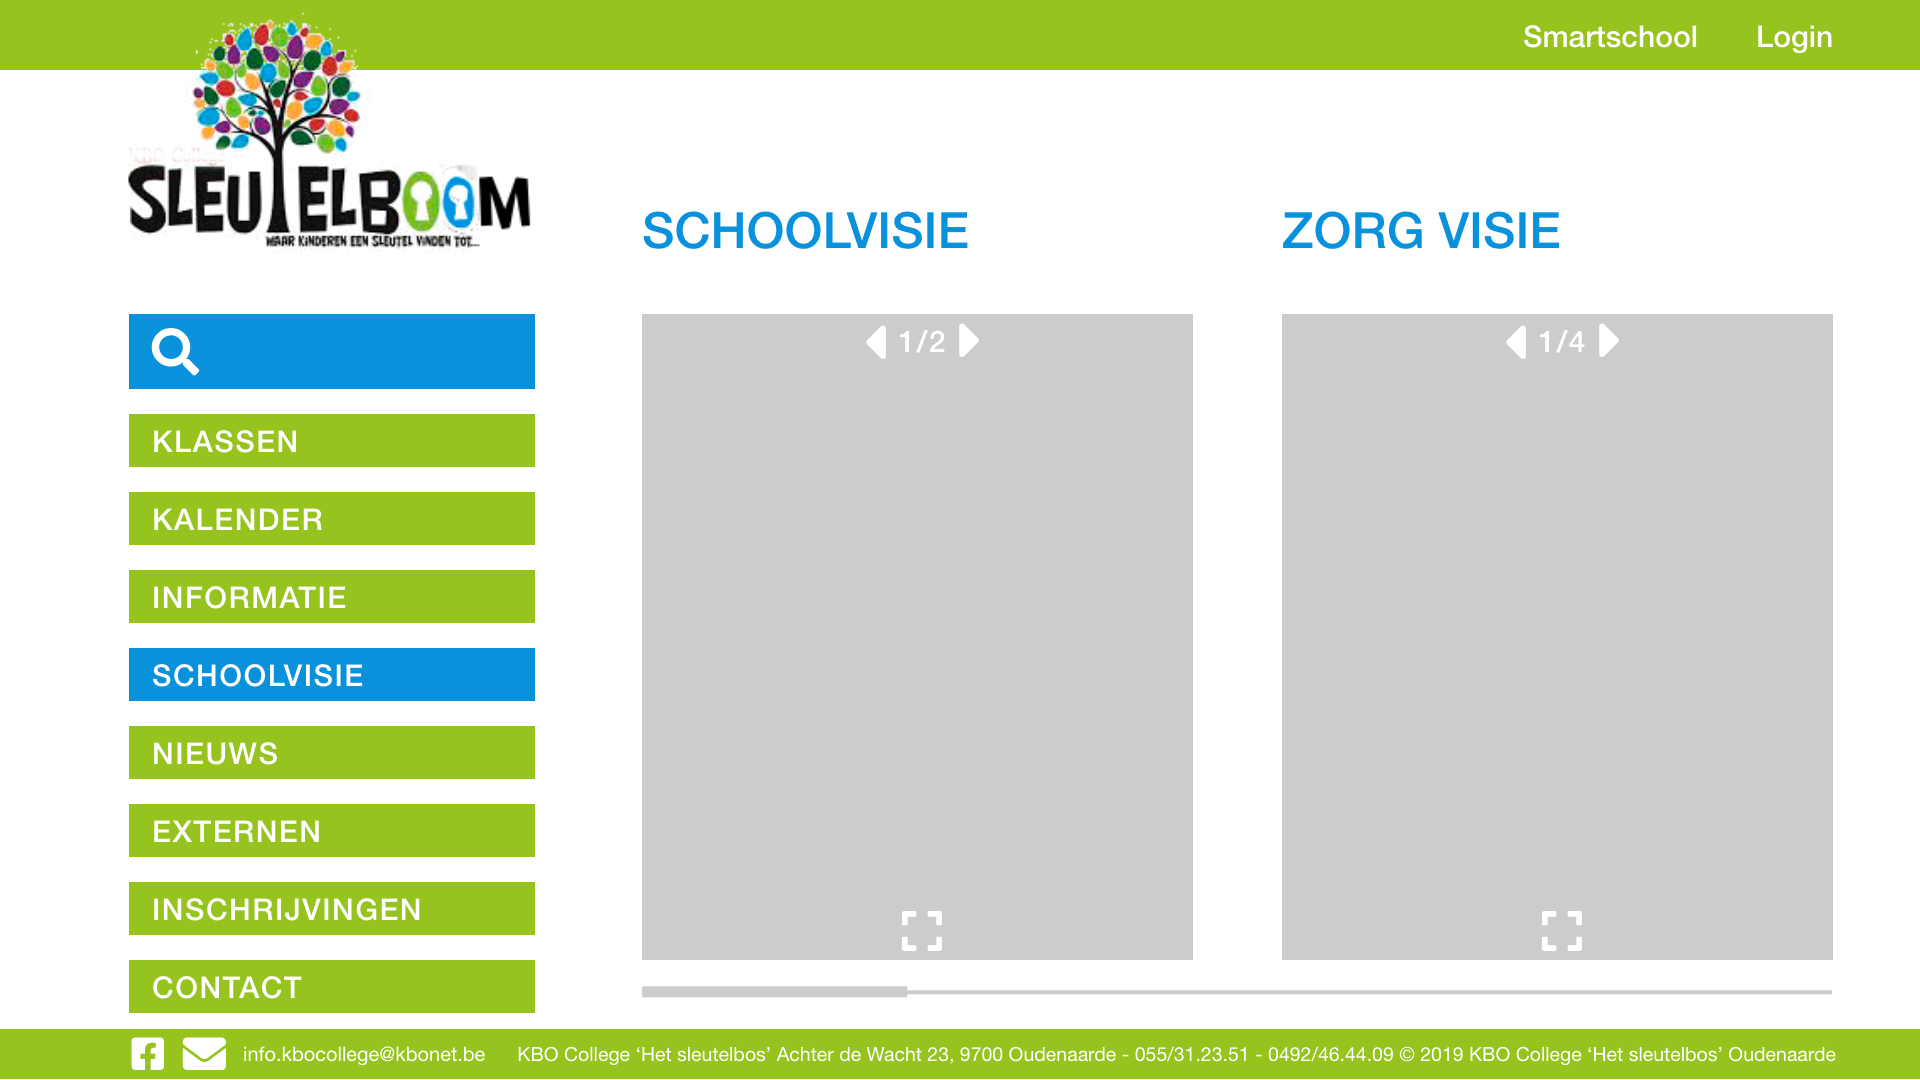 Smartschool Login
KBO College
SLEUTELBOOM
WAAR KINDEREN EEN SLEUTEL VINDEN TOT...
SCHOOLVISIE
ZORG VISIE
1/2
1/4
KLASSEN
KALENDER
INFORMATIE
SCHOOLVISIE
NIEUWS
EXTERNEN
INSCHRIJVINGEN
CONTACT
info.kbocollege@kbonet.be KBO College ‘Het sleutelbos’ Achter de Wacht 23, 9700 Oudenaarde - 055/31.23.51 - 0492/46.44.09 © 2019 KBO College ‘Het sleutelbos’ Oudenaarde